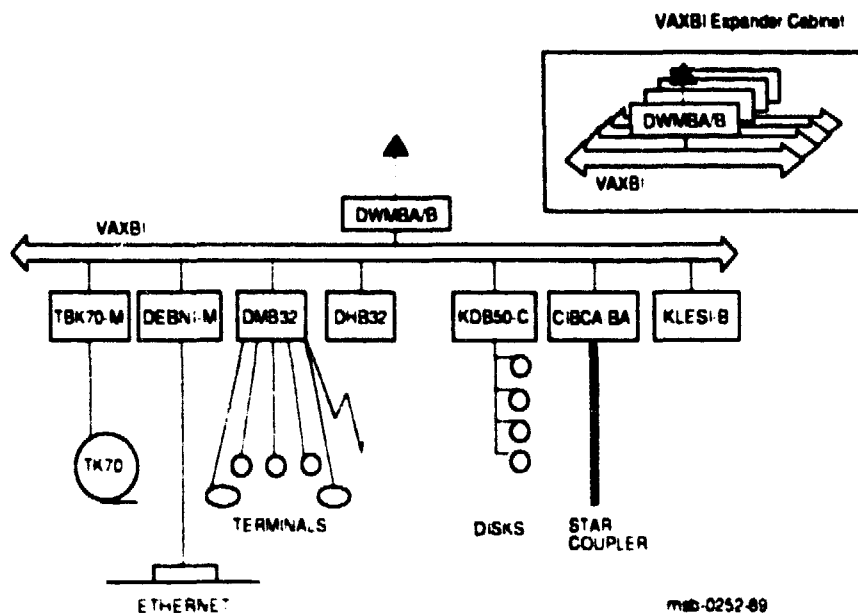 VAXBI Expander Cabinet
DWMBA/B
VAXBI
DWMBA/B
VAXBI
TBK70-M
DEBNI-M
DMB32
DHB32
KDB50-C
CIBCA-BA
KLESI-B
TK70
TERMINALS
DISKS
STAR
COUPLER
ETHERNET
msb-0252-89